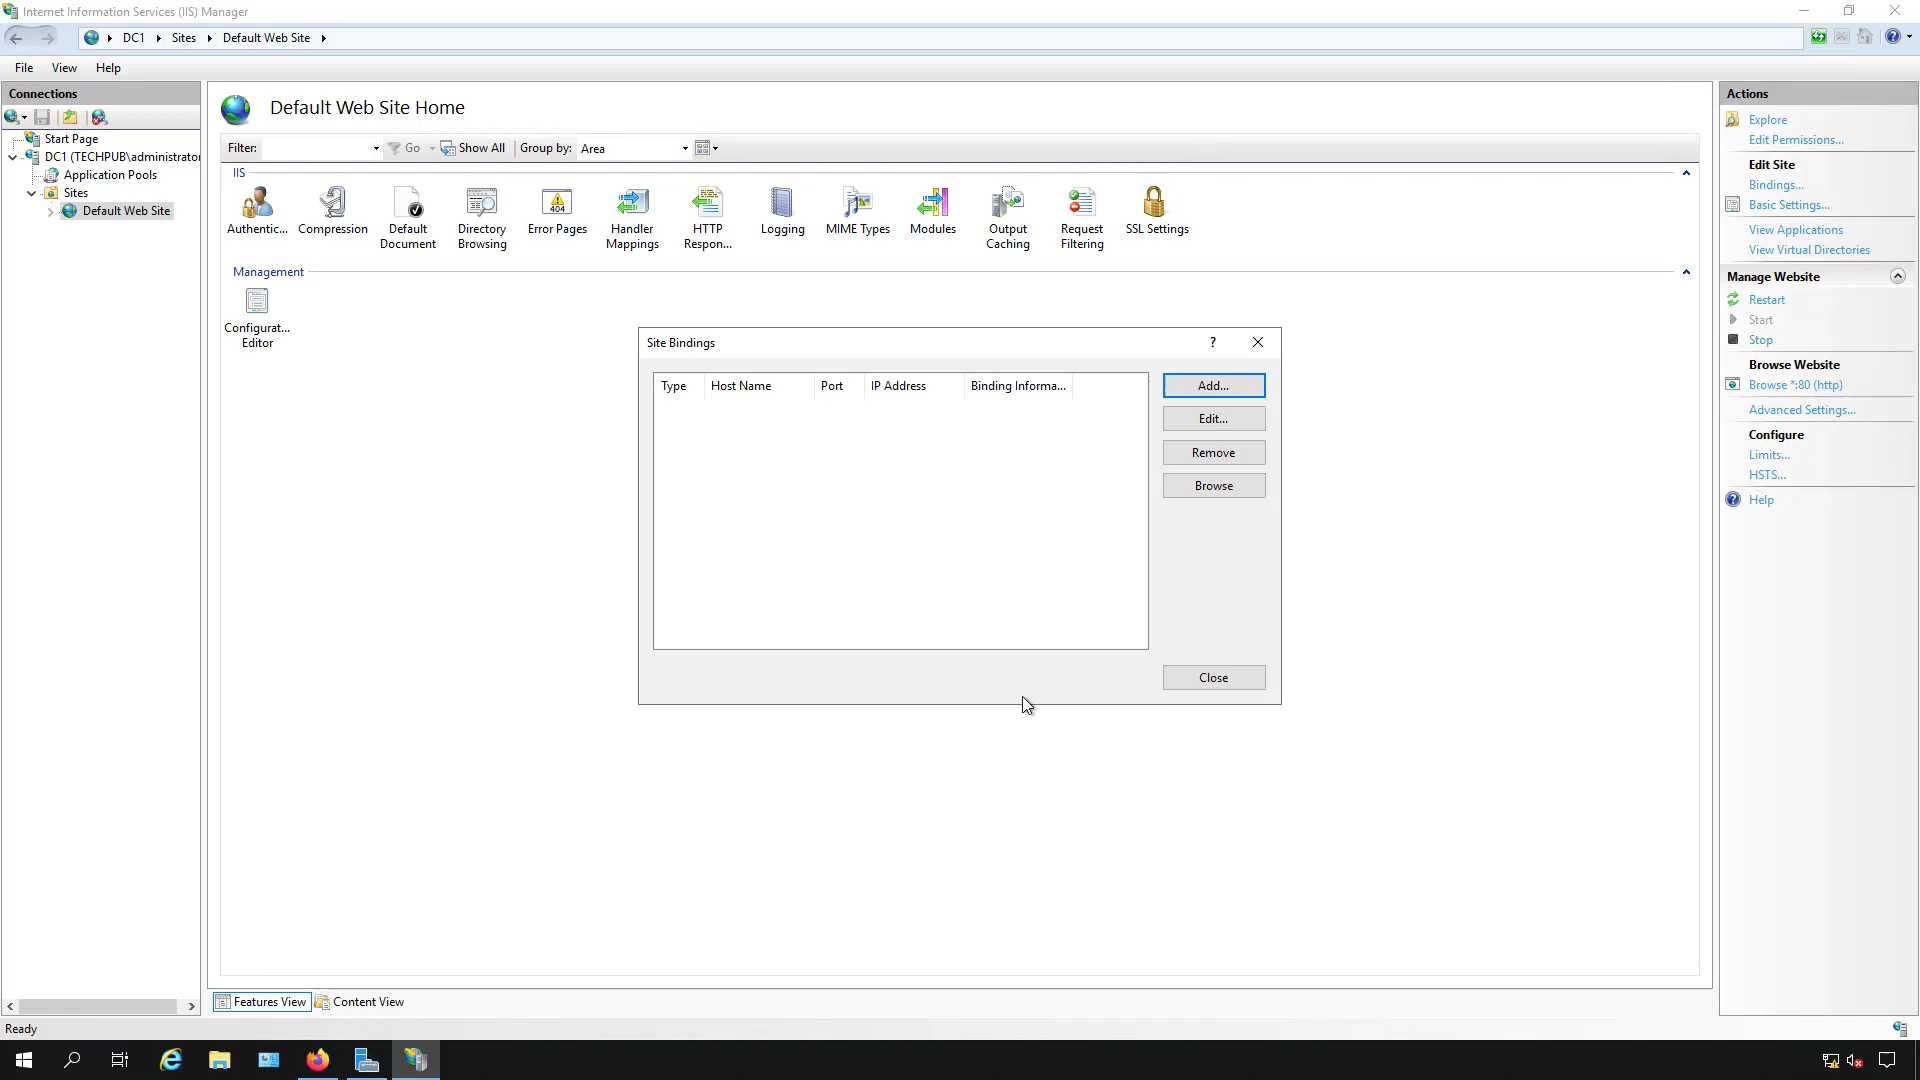 Internet Information Services (IIS) Manager
DC1 Sites Default Web Site
File View Help
Connections
Start Page
DC1 (TECHPUB\administrator
Application Pools
Sites
Default Web Site
Default Web Site Home
Filter: Go Show All Group by: Area
IIS
Authentic... Compression Default Document Directory Browsing Error Pages Handler Mappings HTTP Respon... Logging MIME Types Modules Output Caching Request Filtering SSL Settings
Management
Configurat...
Editor
Site Bindings
Type Host Name Port IP Address Binding Informa...
Add...
Edit...
Remove
Browse
Close
Actions
Explore
Edit Permissions...
Edit Site
Bindings...
Basic Settings...
View Applications
View Virtual Directories
Manage Website
Restart
Start
Stop
Browse Website
Browse *:80 (http)
Advanced Settings...
Configure
Limits...
HSTS...
Help
Features View Content View
Ready